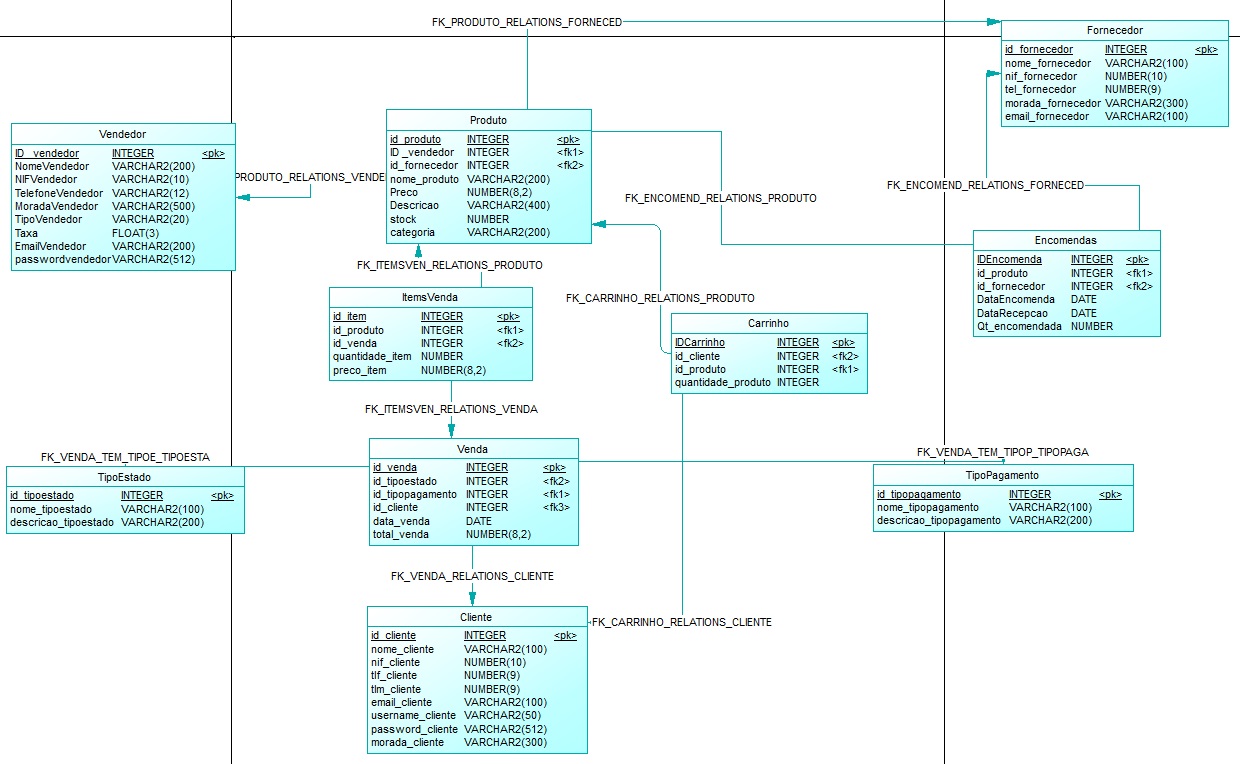 FK_PRODUTO_RELATIONS_FORNECED
Fornecedor
id_fornecedor INTEGER <pk>
nome_fornecedor VARCHAR2(100)
nif_fornecedor NUMBER(10)
tel_fornecedor NUMBER(9)
morada_fornecedor VARCHAR2(300)
email_fornecedor VARCHAR2(100)
Vendedor
ID_vendedor INTEGER <pk>
NomeVendedor VARCHAR2(200)
NIFVendedor VARCHAR2(10)
TelefoneVendedor VARCHAR2(12)
MoradaVendedor VARCHAR2(500)
TipoVendedor VARCHAR2(20)
Taxa FLOAT(3)
EmailVendedor VARCHAR2(200)
passwordvendedor VARCHAR2(512)
PRODUTO_RELATIONS_VENDE
Produto
id_produto INTEGER <pk>
ID_vendedor INTEGER <fk1>
id_fornecedor INTEGER <fk2>
nome_produto VARCHAR2(200)
Preco NUMBER(8,2)
Descricao VARCHAR2(400)
stock NUMBER
categoria VARCHAR2(200)
FK_ENCOMEND_RELATIONS_PRODUTO
FK_ENCOMEND_RELATIONS_FORNECED
Encomendas
IDEncomenda INTEGER <pk>
id_produto INTEGER <fk1>
id_fornecedor INTEGER <fk2>
DataEncomenda DATE
DataRecepcao DATE
Qt_encomendada NUMBER
FK_ITEMSVEN_RELATIONS_PRODUTO
ItemsVenda
id_item INTEGER <pk>
id_produto INTEGER <fk1>
id_venda INTEGER <fk2>
quantidade_item NUMBER
preco_item NUMBER(8,2)
FK_CARRINHO_RELATIONS_PRODUTO
Carrinho
IDCarrinho INTEGER <pk>
id_cliente INTEGER <fk2>
id_produto INTEGER <fk1>
quantidade_produto INTEGER
FK_ITEMSVEN_RELATIONS_VENDA
FK_VENDA_TEM_TIPOE_TIPOESTA
TipoEstado
id_tipoestado INTEGER <pk>
nome_tipoestado VARCHAR2(100)
descricao_tipoestado VARCHAR2(200)
Venda
id_venda INTEGER <pk>
id_tipoestado INTEGER <fk2>
id_tipopagamento INTEGER <fk1>
id_cliente INTEGER <fk3>
data_venda DATE
total_venda NUMBER(8,2)
FK_VENDA_TEM_TIPOP_TIPOPAGA
TipoPagamento
id_tipopagamento INTEGER <pk>
nome_tipopagamento VARCHAR2(100)
descricao_tipopagamento VARCHAR2(200)
FK_VENDA_RELATIONS_CLIENTE
Cliente
id_cliente INTEGER <pk>
nome_cliente VARCHAR2(100)
nif_cliente NUMBER(10)
tlf_cliente NUMBER(9)
tlm_cliente NUMBER(9)
email_cliente VARCHAR2(100)
username_cliente VARCHAR2(50)
password_cliente VARCHAR2(512)
morada_cliente VARCHAR2(300)
FK_CARRINHO_RELATIONS_CLIENTE